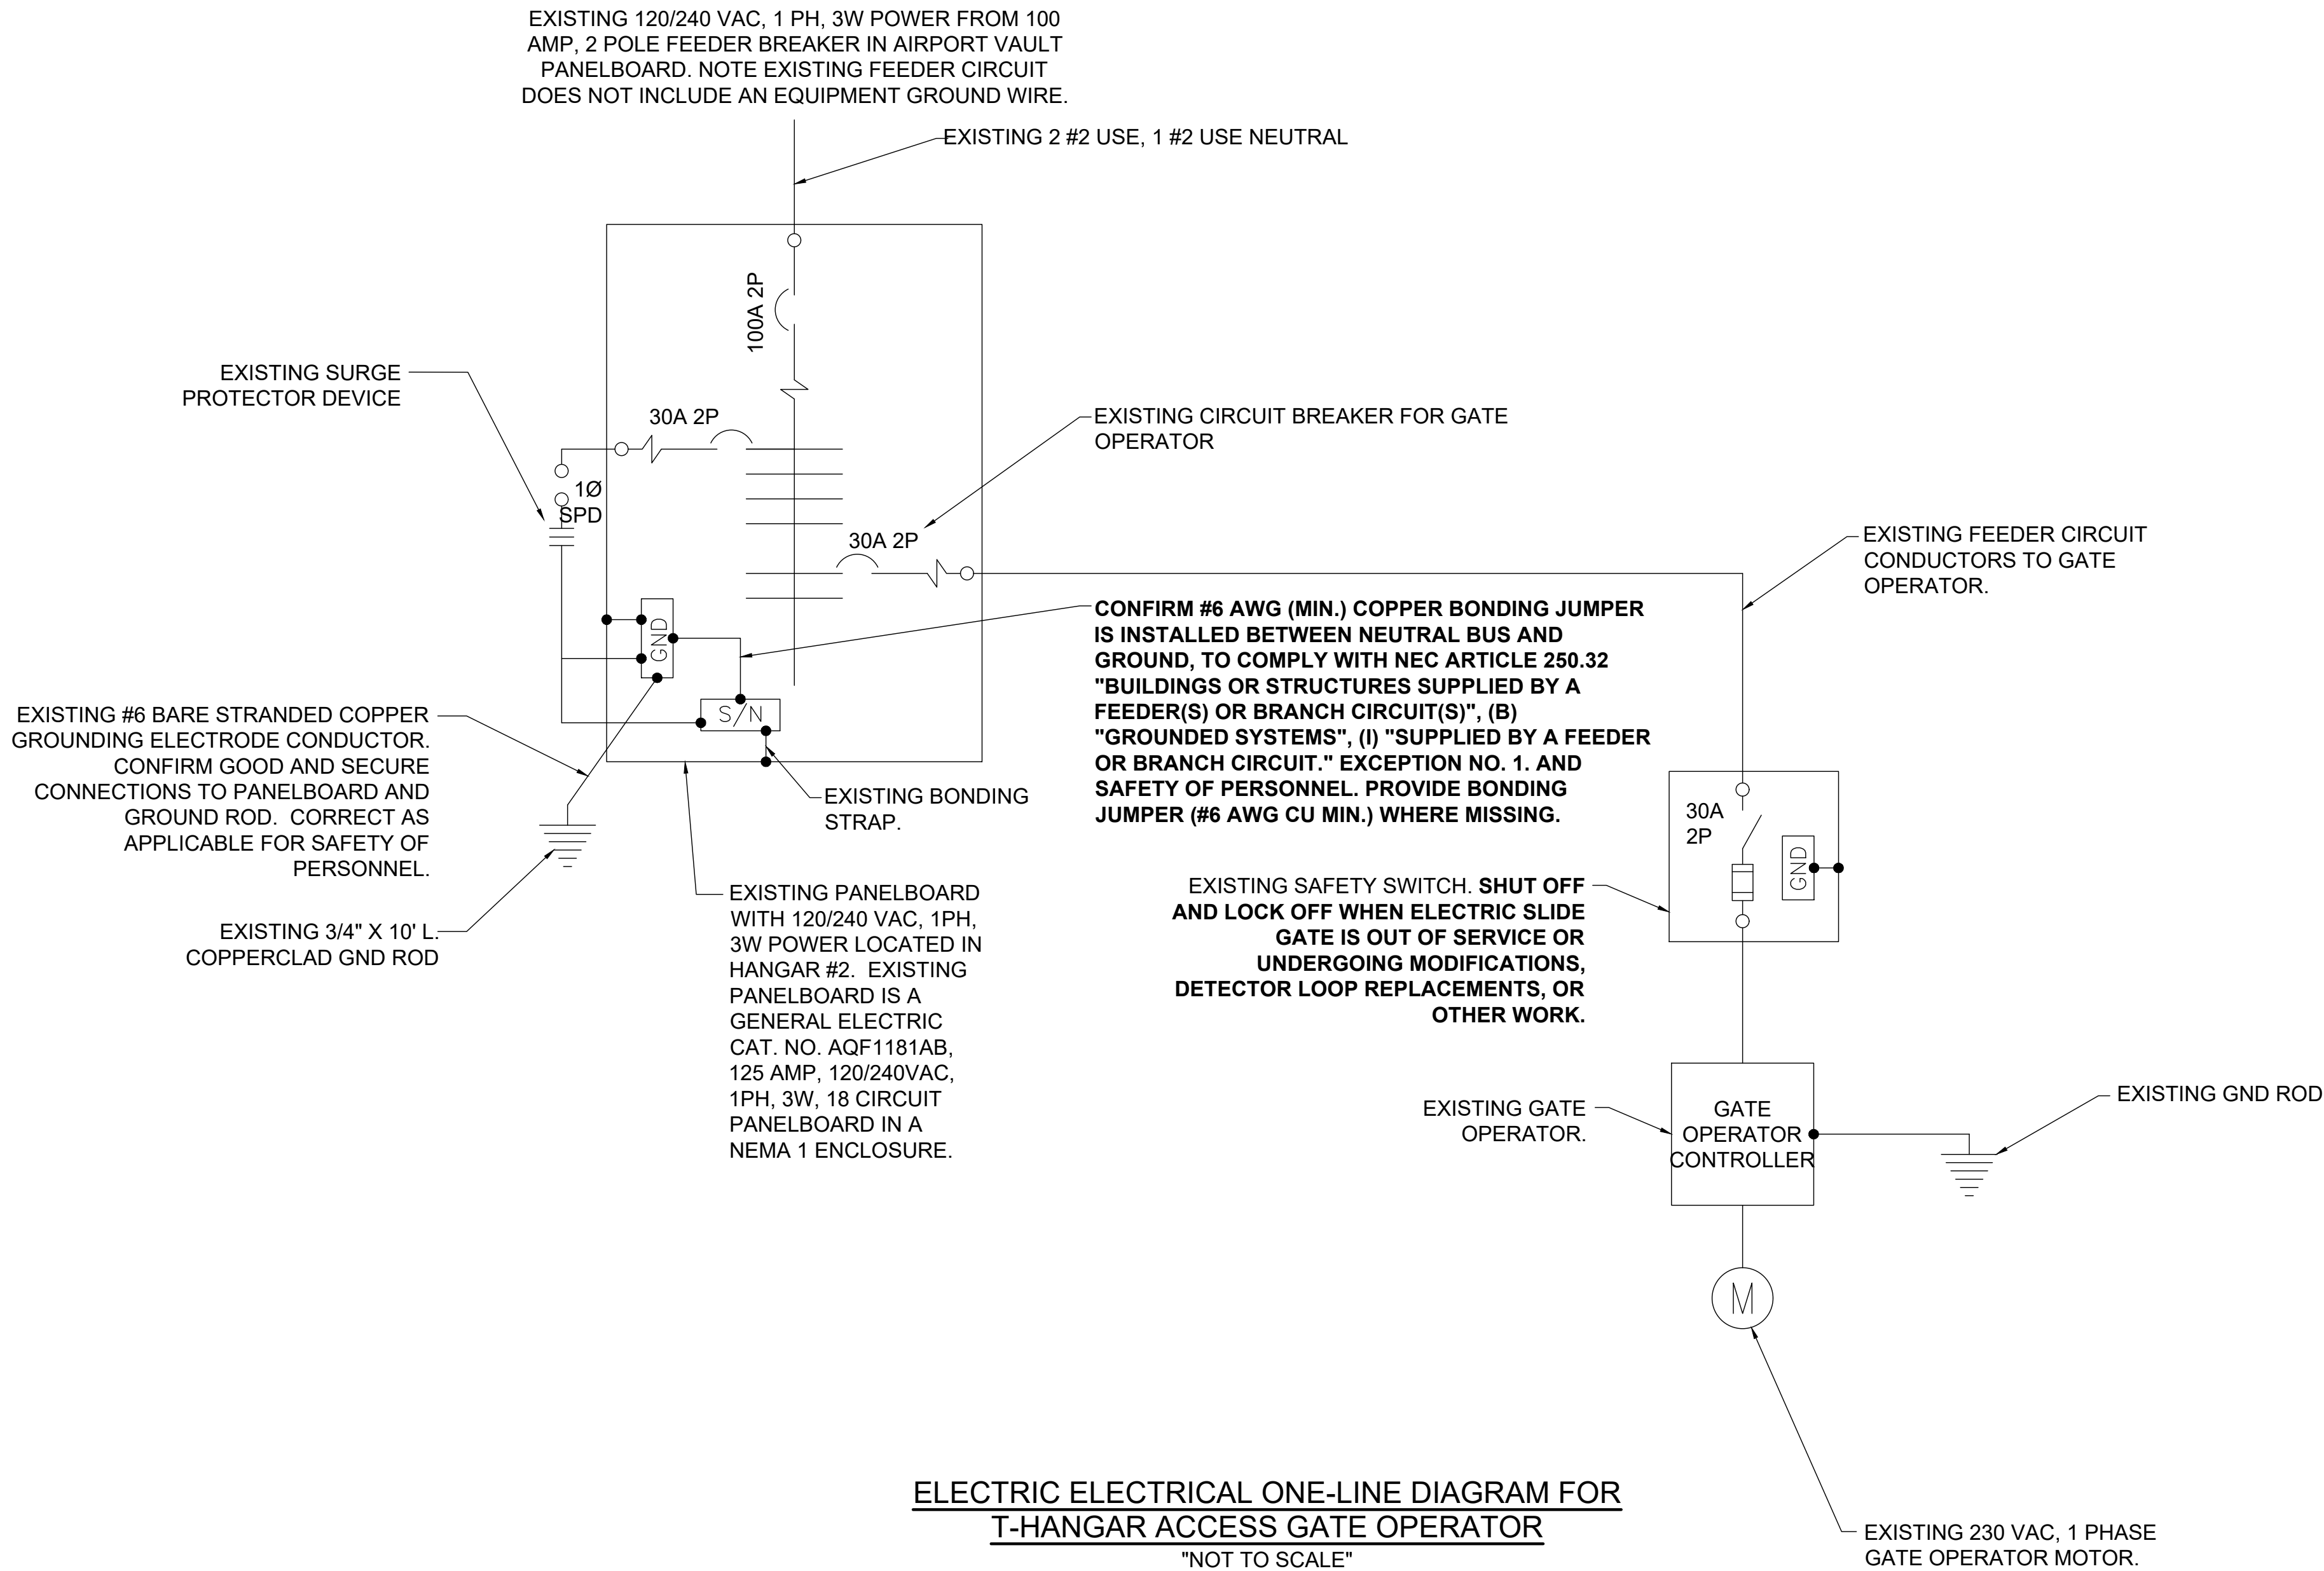 EXISTING 120/240 VAC, 1 PH, 3W POWER FROM 100
AMP, 2 POLE FEEDER BREAKER IN AIRPORT VAULT
PANELBOARD. NOTE EXISTING FEEDER CIRCUIT
DOES NOT INCLUDE AN EQUIPMENT GROUND WIRE.
EXISTING 2 #2 USE, 1 #2 USE NEUTRAL
100A 2P
EXISTING SURGE
PROTECTOR DEVICE
30A 2P
EXISTING CIRCUIT BREAKER FOR GATE
OPERATOR
1Ø
SPD
30A 2P
EXISTING FEEDER CIRCUIT
CONDUCTORS TO GATE
OPERATOR.
CONFIRM #6 AWG (MIN.) COPPER BONDING JUMPER
IS INSTALLED BETWEEN NEUTRAL BUS AND
GROUND, TO COMPLY WITH NEC ARTICLE 250.32
"BUILDINGS OR STRUCTURES SUPPLIED BY A
FEEDER(S) OR BRANCH CIRCUIT(S)", (B)
"GROUNDED SYSTEMS", (I) "SUPPLIED BY A FEEDER
OR BRANCH CIRCUIT." EXCEPTION NO. 1. AND
SAFETY OF PERSONNEL. PROVIDE BONDING
JUMPER (#6 AWG CU MIN.) WHERE MISSING.
GND
S/N
EXISTING #6 BARE STRANDED COPPER
GROUNDING ELECTRODE CONDUCTOR.
CONFIRM GOOD AND SECURE
CONNECTIONS TO PANELBOARD AND
GROUND ROD. CORRECT AS
APPLICABLE FOR SAFETY OF
PERSONNEL.
EXISTING BONDING
STRAP.
EXISTING 3/4" X 10' L.
COPPERCLAD GND ROD
EXISTING PANELBOARD
WITH 120/240 VAC, 1PH,
3W POWER LOCATED IN
HANGAR #2. EXISTING
PANELBOARD IS A
GENERAL ELECTRIC
CAT. NO. AQF1181AB,
125 AMP, 120/240VAC,
1PH, 3W, 18 CIRCUIT
PANELBOARD IN A
NEMA 1 ENCLOSURE.
30A
2P
GND
EXISTING SAFETY SWITCH. SHUT OFF
AND LOCK OFF WHEN ELECTRIC SLIDE
GATE IS OUT OF SERVICE OR
UNDERGOING MODIFICATIONS,
DETECTOR LOOP REPLACEMENTS, OR
OTHER WORK.
EXISTING GATE
OPERATOR.
GATE
OPERATOR
CONTROLLER
EXISTING GND ROD
M
EXISTING 230 VAC, 1 PHASE
GATE OPERATOR MOTOR.
ELECTRIC ELECTRICAL ONE-LINE DIAGRAM FOR
T-HANGAR ACCESS GATE OPERATOR
"NOT TO SCALE"